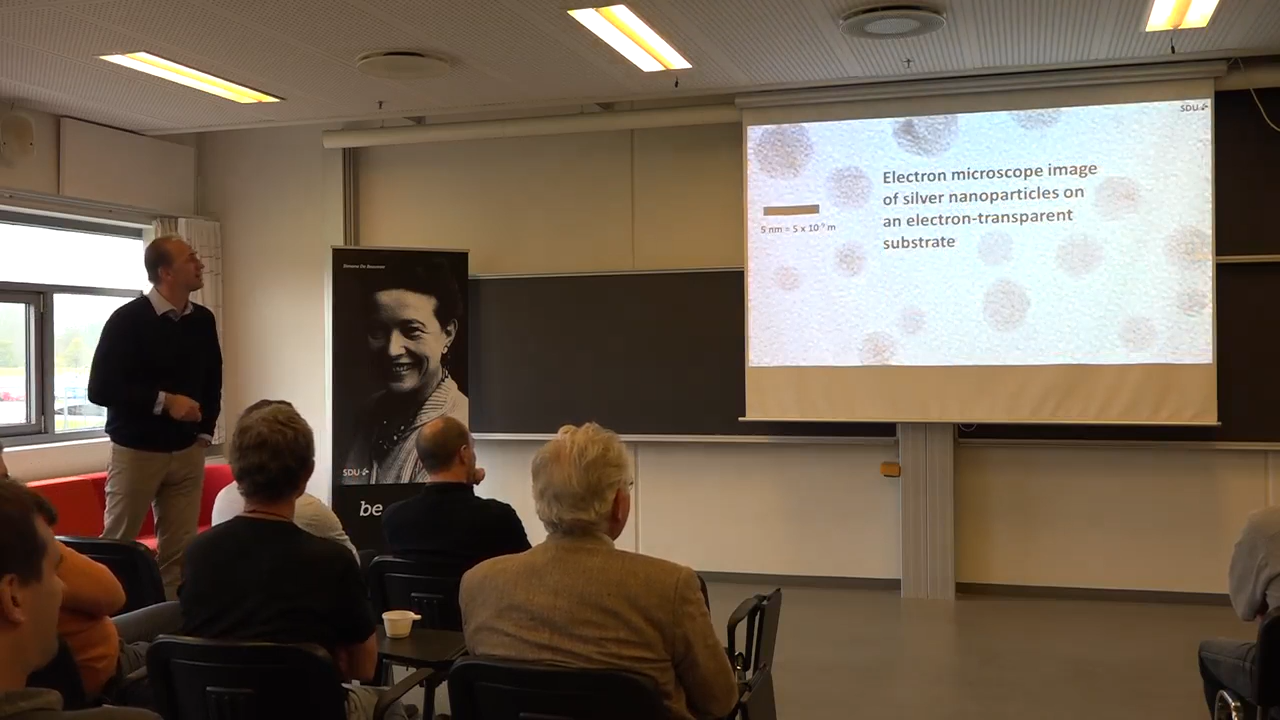 SDU
Electron microscope image
of silver nanoparticles on
an electron-transparent
substrate
5 nm = 5 x 10⁻⁹ m
Simone De Beauvoir
SDU
be